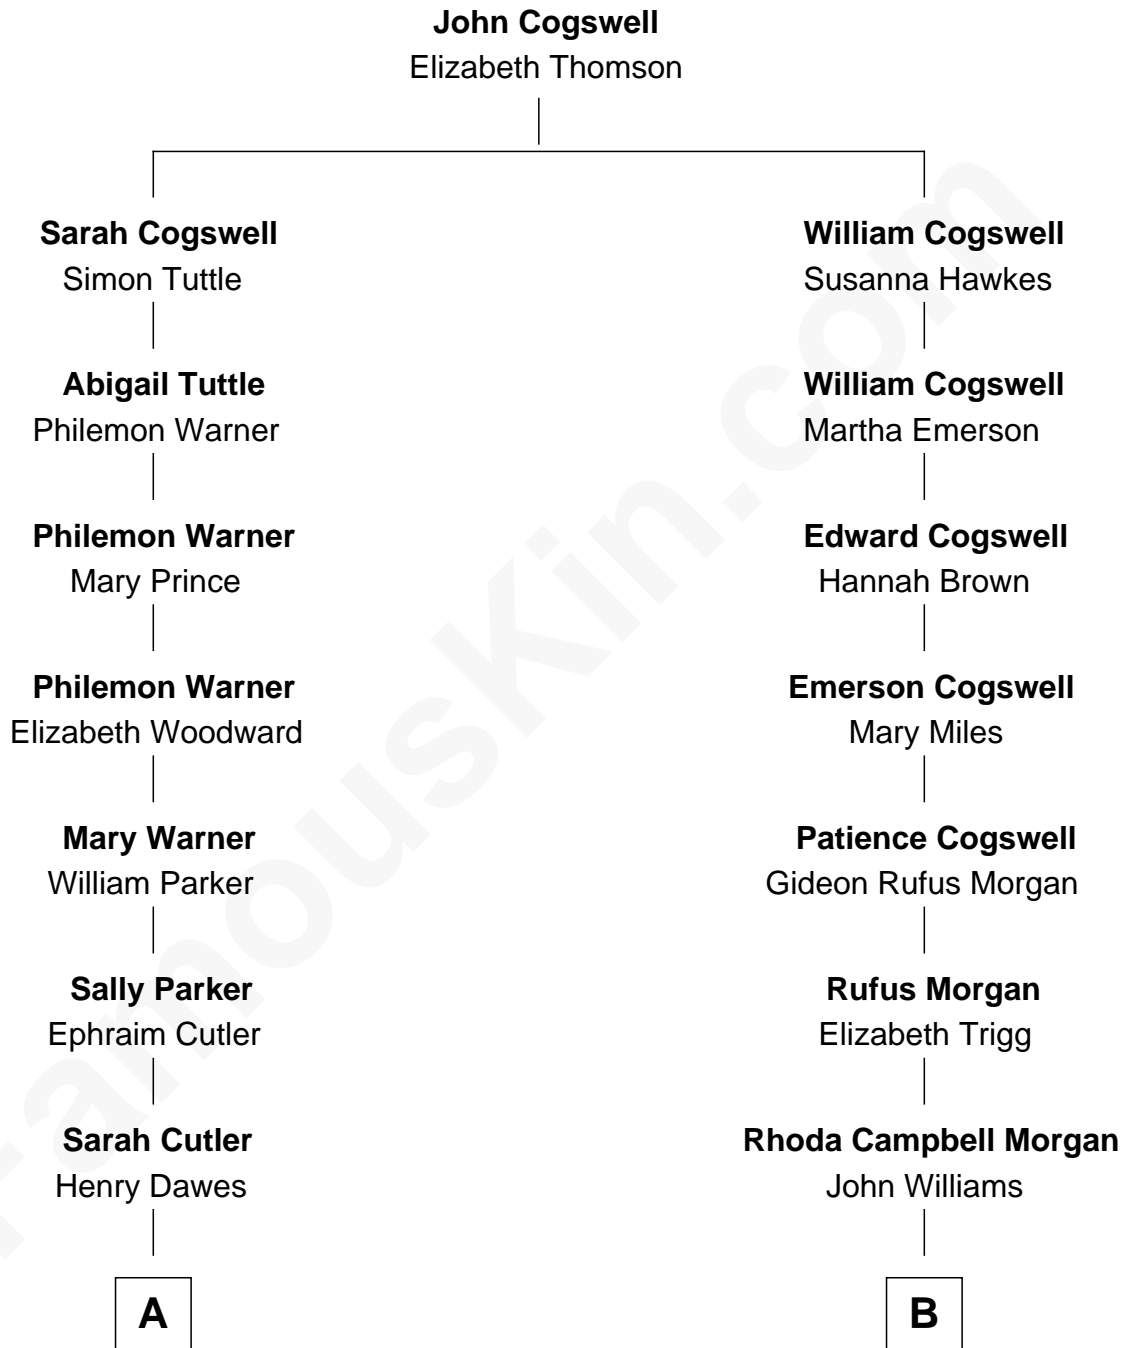 John Cogswell
Elizabeth Thomson
Sarah Cogswell
Simon Tuttle
William Cogswell
Susanna Hawkes
Abigail Tuttle
Philemon Warner
William Cogswell
Martha Emerson
Philemon Warner
Mary Prince
Edward Cogswell
Hannah Brown
Philemon Warner
Elizabeth Woodward
Emerson Cogswell
Mary Miles
Mary Warner
William Parker
Patience Cogswell
Gideon Rufus Morgan
Sally Parker
Ephraim Cutler
Rufus Morgan
Elizabeth Trigg
Sarah Cutler
Henry Dawes
Rhoda Campbell Morgan
John Williams
A
B
FamousKin.com